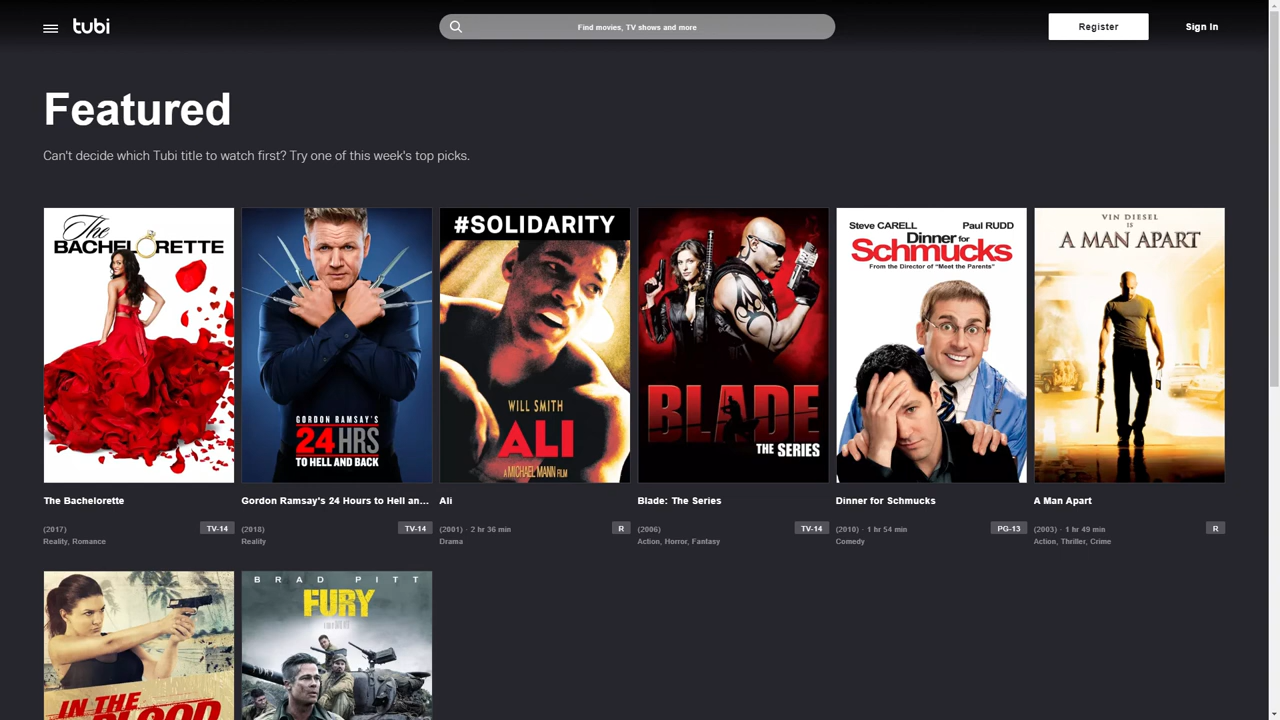 tubi
Find movies, TV shows and more
Register
Sign In
Featured
Can't decide which Tubi title to watch first? Try one of this week's top picks.
The
BACHELORETTE
GORDON RAMSAY'S
24 HRS
TO HELL AND BACK
#SOLIDARITY
WILL SMITH
ALI
A MICHAEL MANN FILM
BLADE
THE SERIES
Steve CARELL Paul RUDD
Dinner for
Schmucks
From the Director of "Meet the Parents"
VIN DIESEL
IS
A MAN APART
The Bachelorette
(2017)
TV-14
Reality, Romance
Gordon Ramsay's 24 Hours to Hell an...
(2018)
TV-14
Reality
Ali
(2001) · 2 hr 36 min
R
Drama
Blade: The Series
(2006)
TV-14
Action, Horror, Fantasy
Dinner for Schmucks
(2010) · 1 hr 54 min
PG-13
Comedy
A Man Apart
(2003) · 1 hr 49 min
R
Action, Thriller, Crime
IN THE
BLOOD
BRAD PITT
FURY